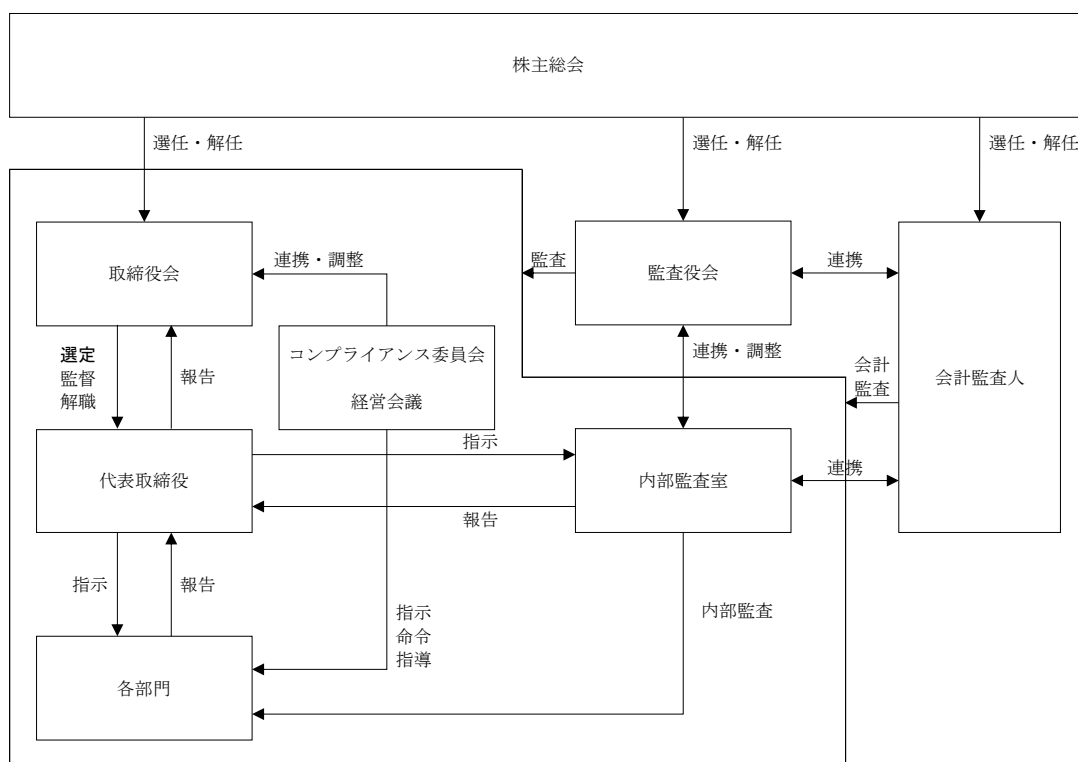 株主総会
選任・解任
選任・解任
選任・解任
取締役会
連携・調整
監査
監査役会
連携
会計監査人
選定
監督
解職
報告
コンプライアンス委員会
経営会議
連携・調整
会計
監査
代表取締役
指示
報告
内部監査室
連携
指示
報告
指示
命令
指導
内部監査
各部門